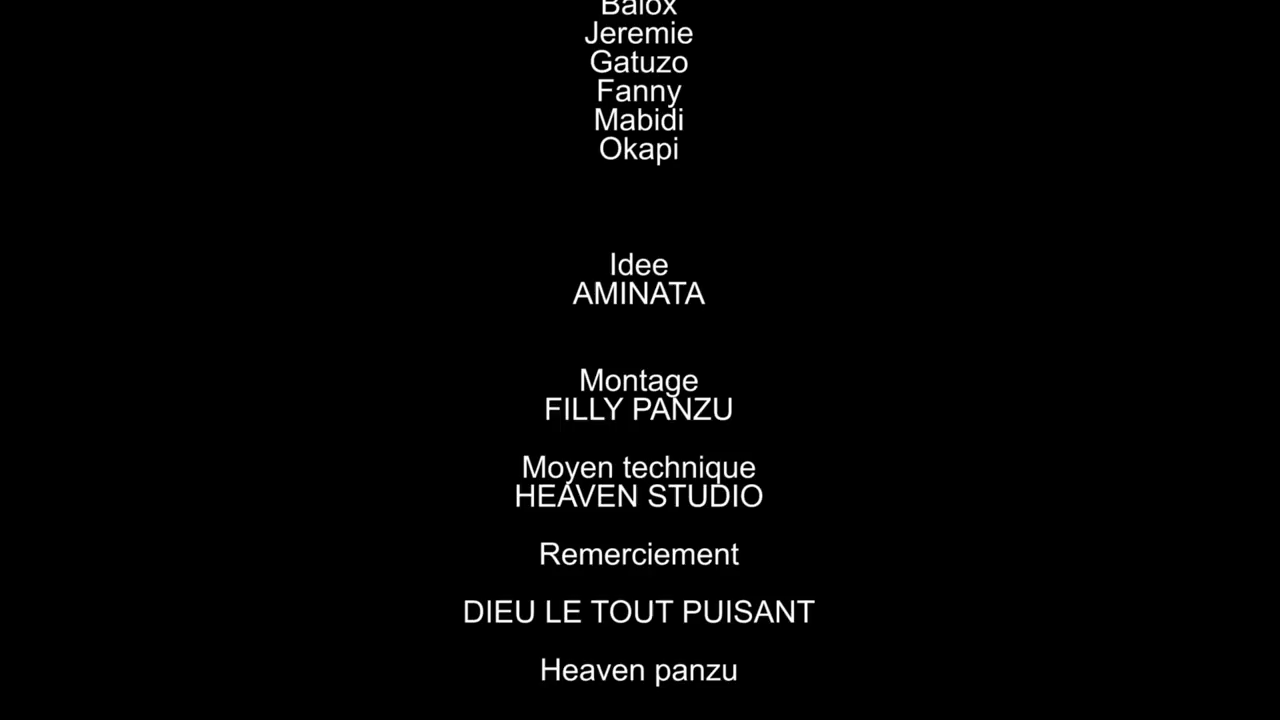 Balox
Jeremie
Gatuzo
Fanny
Mabidi
Okapi
Idee
AMINATA
Montage
FILLY PANZU
Moyen technique
HEAVEN STUDIO
Remerciement
DIEU LE TOUT PUISANT
Heaven panzu